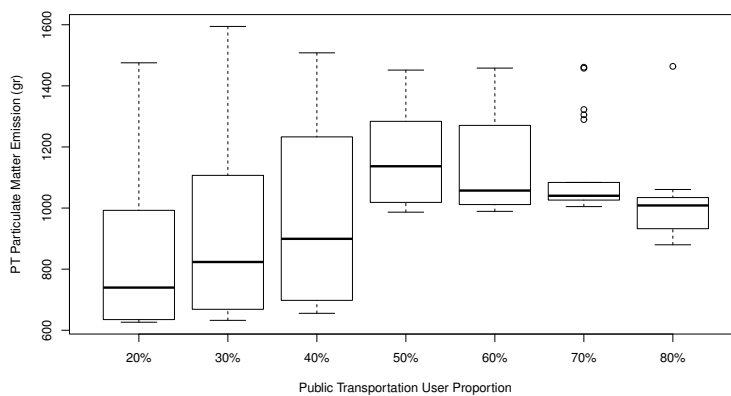 PT Particulate Matter Emission (gr)
1600
1400
1200
1000
800
600
20% 30% 40% 50% 60% 70% 80%
Public Transportation User Proportion